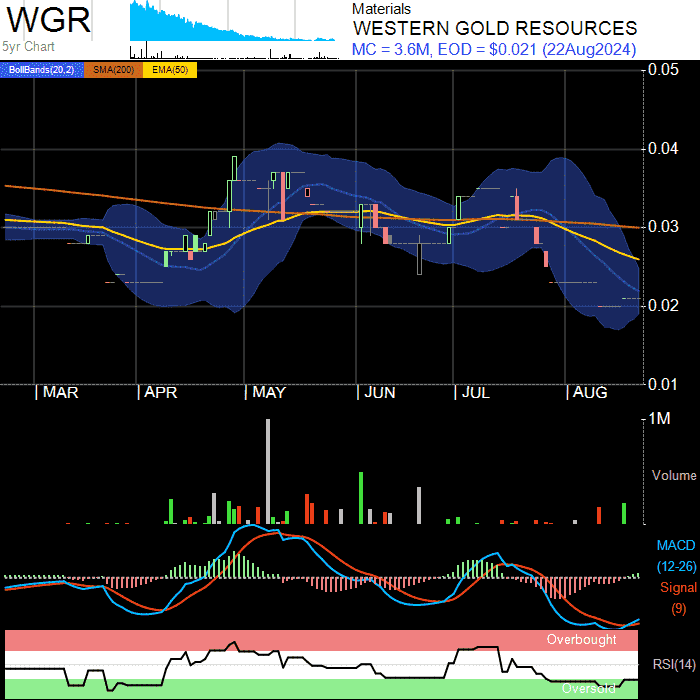 WGR
5yr Chart
Materials
WESTERN GOLD RESOURCES
MC = 3.6M, EOD = $0.021 (22Aug2024)
BollBands(20,2) SMA(200) EMA(50)
0.05
0.04
0.03
0.02
0.01
| MAR | APR | MAY | JUN | JUL | AUG
1M
Volume
MACD
(12-26)
Signal
(9)
Overbought
RSI(14)
Oversold